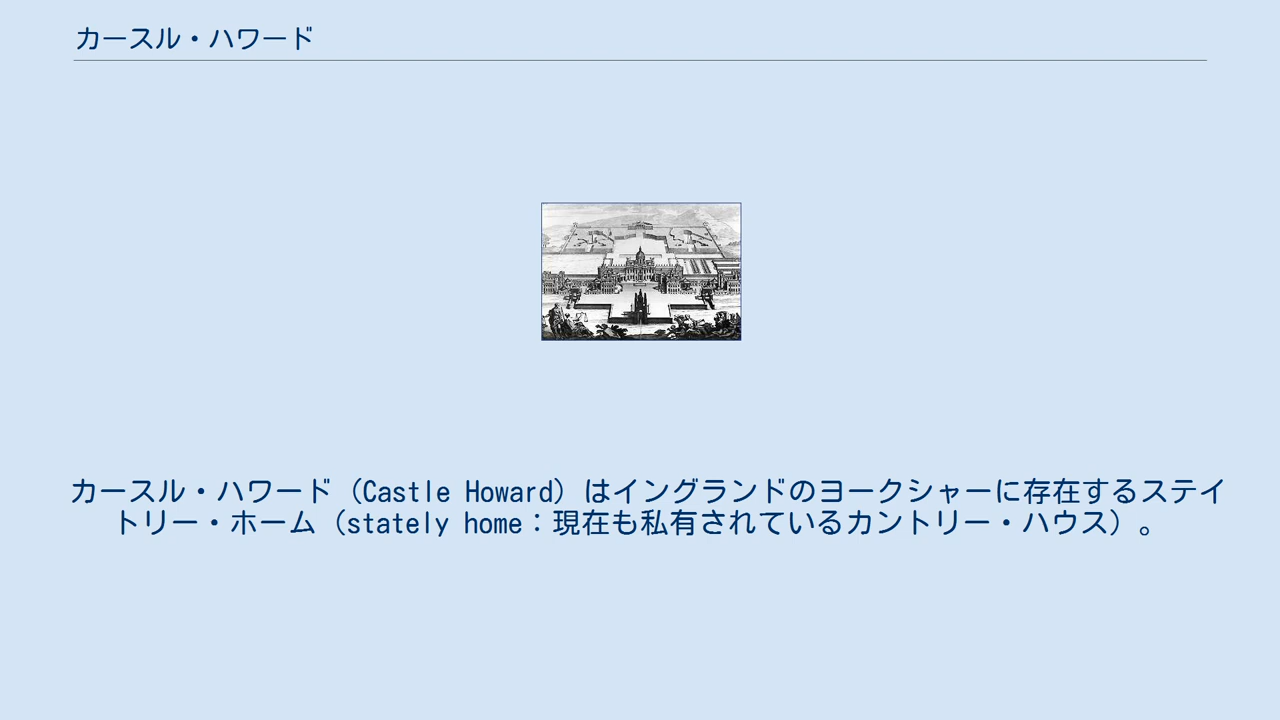 カースル・ハワード
カースル・ハワード（Castle Howard）はイングランドのヨークシャーに存在するステイ
トリー・ホーム（stately home：現在も私有されているカントリー・ハウス）。